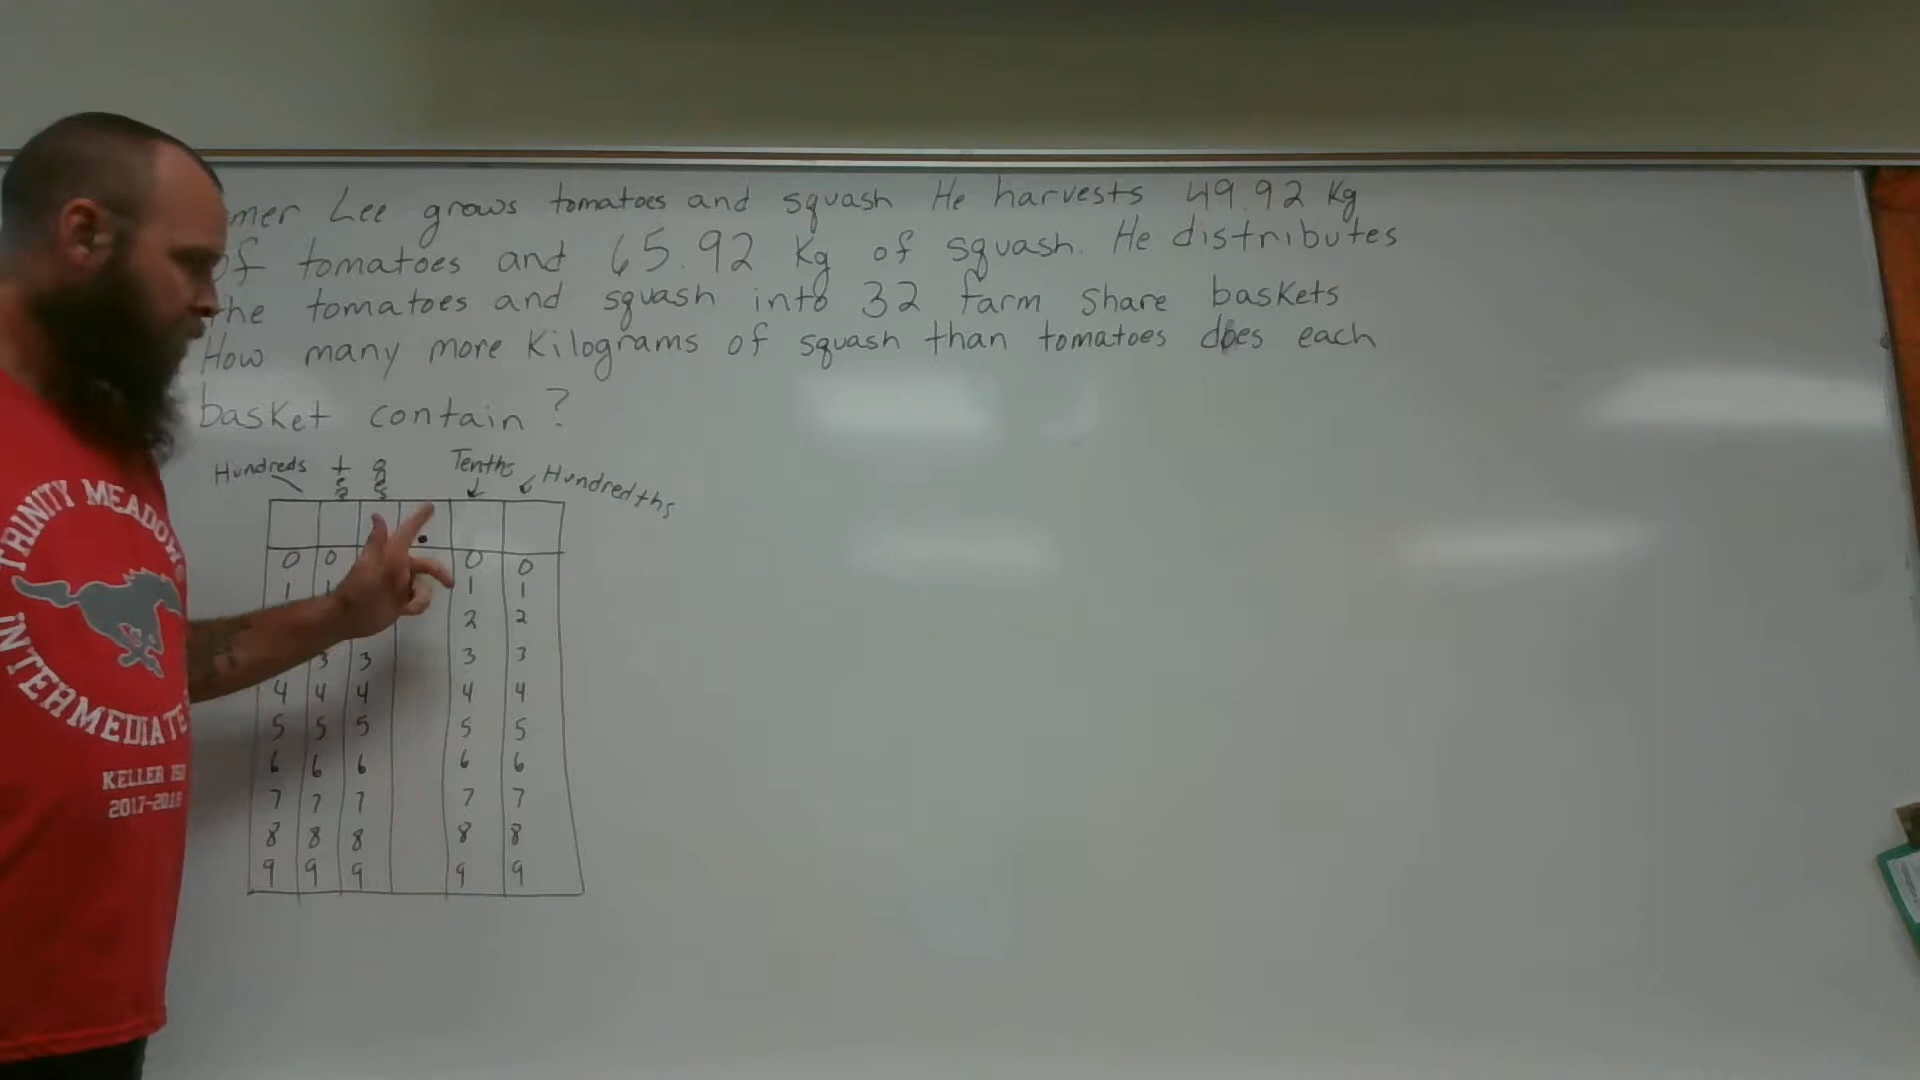 mer Lee grows tomatoes and squash He harvests 49.92 Kg
of tomatoes and 65.92 Kg of squash. He distributes
the tomatoes and squash into 32 farm share baskets
How many more Kilograms of squash than tomatoes does each
basket contain?
Hundreds Tenths Hundredths
.
0 0 0 0
1 1 1 1
2 2
3 3 3 3
4 4 4 4 4
5 5 5 5 5
6 6 6 6 6
7 7 7 7 7
8 8 8 8 8
9 9 9 9 9
TRINITY MEADOWS
INTERMEDIATE
KELLER ISD
2017-2018